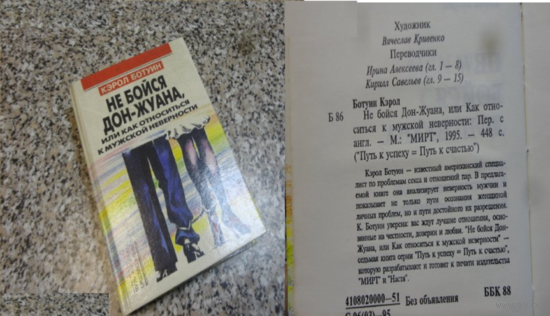 КЭРОЛ БОТУИН
НЕ БОЙСЯ
ДОН-ЖУАНА,
ИЛИ КАК ОТНОСИТЬСЯ
К МУЖСКОЙ НЕВЕРНОСТИ
Художник
Вячеслав Кривенко
Переводчики
Ирина Алексеева (гл. 1 — 8)
Кирилл Савельев (гл. 9 — 15)
Ботуин Кэрол
Б 86 Не бойся Дон-Жуана, или Как отно-
ситься к мужской неверности: Пер. с
англ. — М.: "МИРТ", 1995. — 448 с.
("Путь к успеху = Путь к счастью")
Кэрол Ботуин — известный американский специа-
лист по проблемам секса и отношений пар. В предлага-
емой книге она анализирует неверность мужчин и
показывает не только пути осознания женщиной
личных проблем, но и пути достойного их разрешения.
К. Ботуин уверена: вас ждут лучшие отношения, осно-
ванные на честности, доверии и любви. "Не бойся Дон-
Жуана, или Как относиться к мужской неверности" —
седьмая книга серии "Путь к успеху = Путь к счастью",
которую разрабатывают и готовят к печати издательства
"МИРТ" и "Настя".
4108020000—51 Без объявления ББК 88